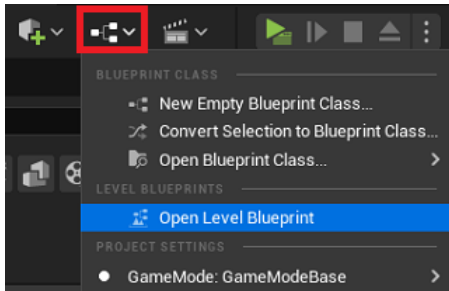 BLUEPRINT CLASS
New Empty Blueprint Class...
Convert Selection to Blueprint Class...
Open Blueprint Class...
LEVEL BLUEPRINTS
Open Level Blueprint
PROJECT SETTINGS
GameMode: GameModeBase